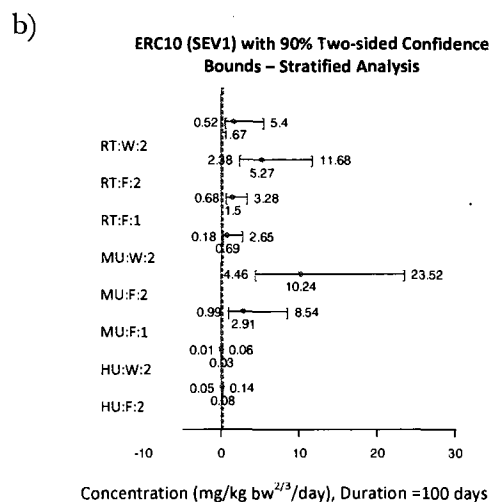 b)
ERC10 (SEV1) with 90% Two-sided Confidence
Bounds – Stratified Analysis
0.52 5.4
1.67
RT:W:2
2.38 11.68
5.27
RT:F:2
0.68 3.28
1.5
RT:F:1
0.18 2.65
0.69
MU:W:2
4.46 23.52
10.24
MU:F:2
0.99 8.54
2.91
MU:F:1
0.01 0.06
0.03
HU:W:2
0.05 0.14
0.08
HU:F:2
-10 0 10 20 30
Concentration (mg/kg bw2/3/day), Duration =100 days